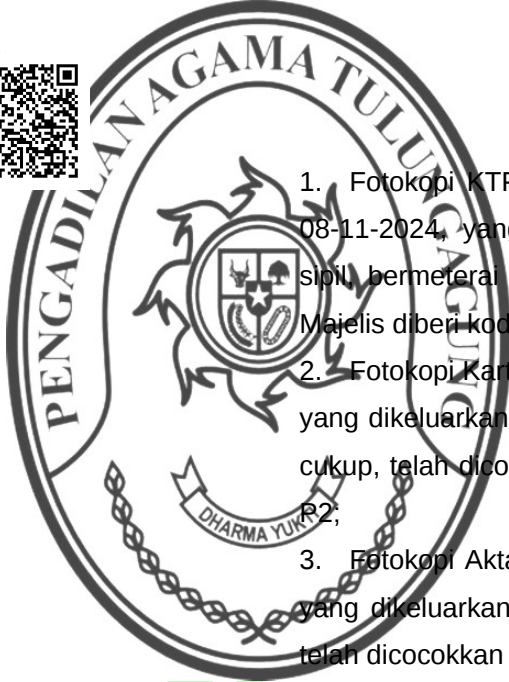 PENGADILAN AGAMA TULUNGAGUNG
1. Fotokopi KTP
08-11-2024, yang
sipil, bermeterai
Majelis diberi kod
2. Fotokopi Kart
yang dikeluarkan
cukup, telah dico
P2;
3. Fotokopi Akta
yang dikeluarkan
telah dicocokkan
DHARMA YUKTI